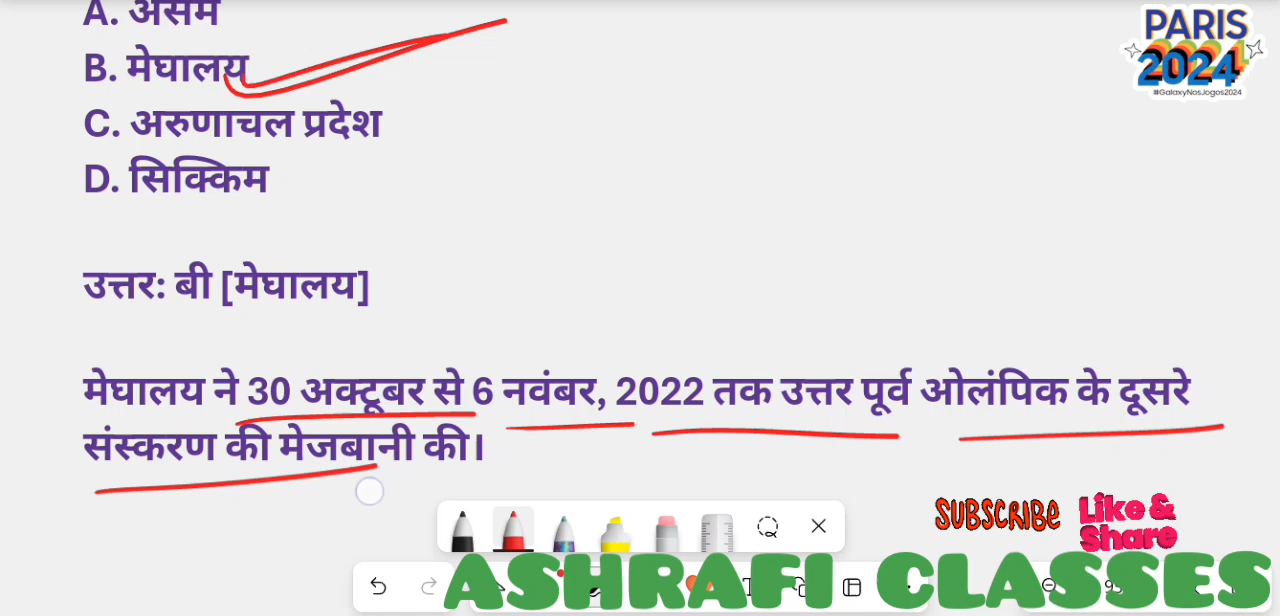 A. असम
PARIS
2024
#GalaxyNosJogos2024
B. मेघालय
C. अरुणाचल प्रदेश
D. सिक्किम
उत्तर: बी [मेघालय]
मेघालय ने 30 अक्टूबर से 6 नवंबर, 2022 तक उत्तर पूर्व ओलंपिक के दूसरे
संस्करण की मेजबानी की।
SUBSCRIBE
Like &
Share
ASHRAFI CLASSES